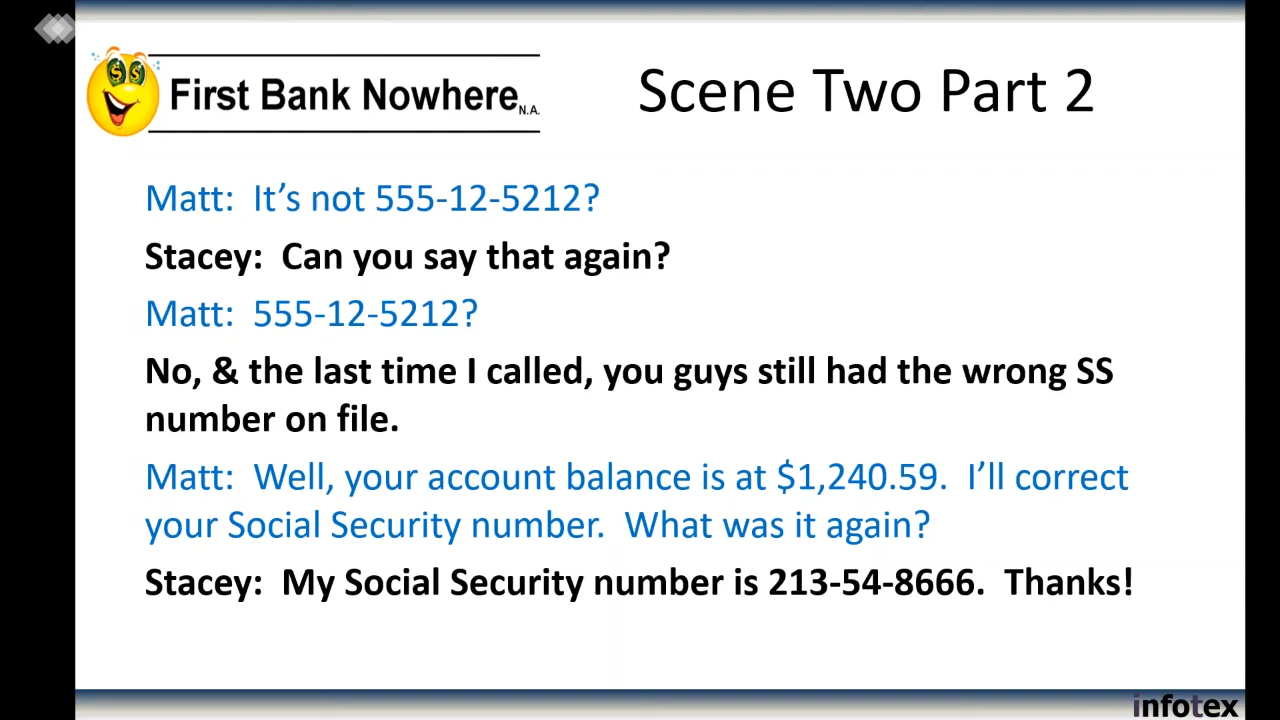 First Bank Nowhere N.A.
Scene Two Part 2
Matt:  It’s not 555-12-5212?
Stacey:  Can you say that again?
Matt:  555-12-5212?
No, & the last time I called, you guys still had the wrong SS
number on file.
Matt:  Well, your account balance is at $1,240.59.  I’ll correct
your Social Security number.  What was it again?
Stacey:  My Social Security number is 213-54-8666.  Thanks!
infotex